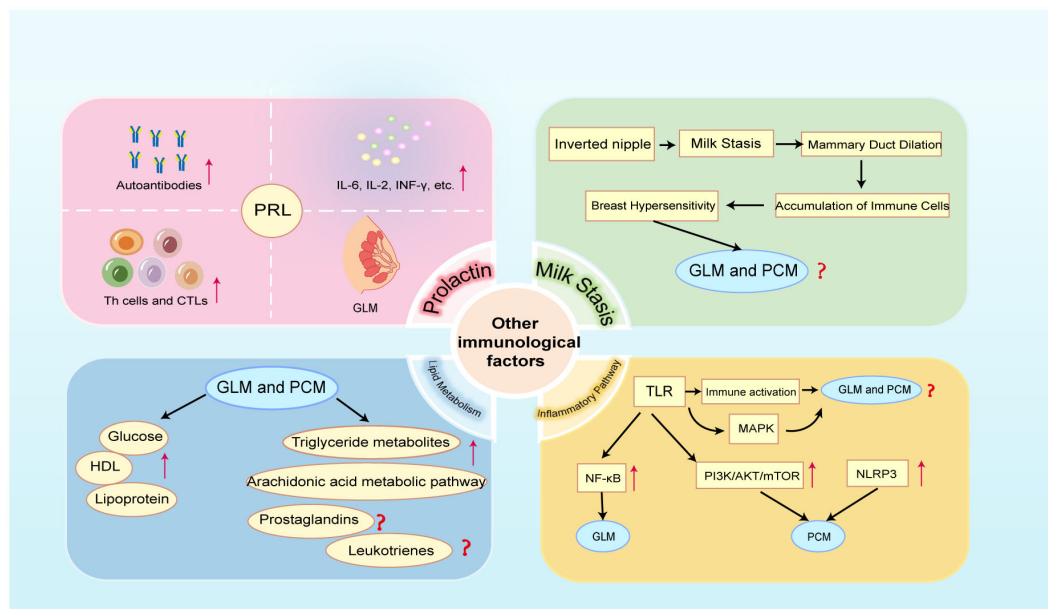 Autoantibodies
IL-6, IL-2, INF-γ, etc.
PRL
Th cells and CTLs
GLM
Prolactin
Inverted nipple
Milk Stasis
Mammary Duct Dilation
Breast Hypersensitivity
Accumulation of Immune Cells
GLM and PCM
?
Milk Stasis
Other
immunological
factors
Lipid Metabolism
GLM and PCM
Glucose
HDL
Lipoprotein
Triglyceride metabolites
Arachidonic acid metabolic pathway
Prostaglandins
?
Leukotrienes
?
Inflammatory Pathway
TLR
Immune activation
GLM and PCM
?
MAPK
NF-κB
PI3K/AKT/mTOR
NLRP3
GLM
PCM